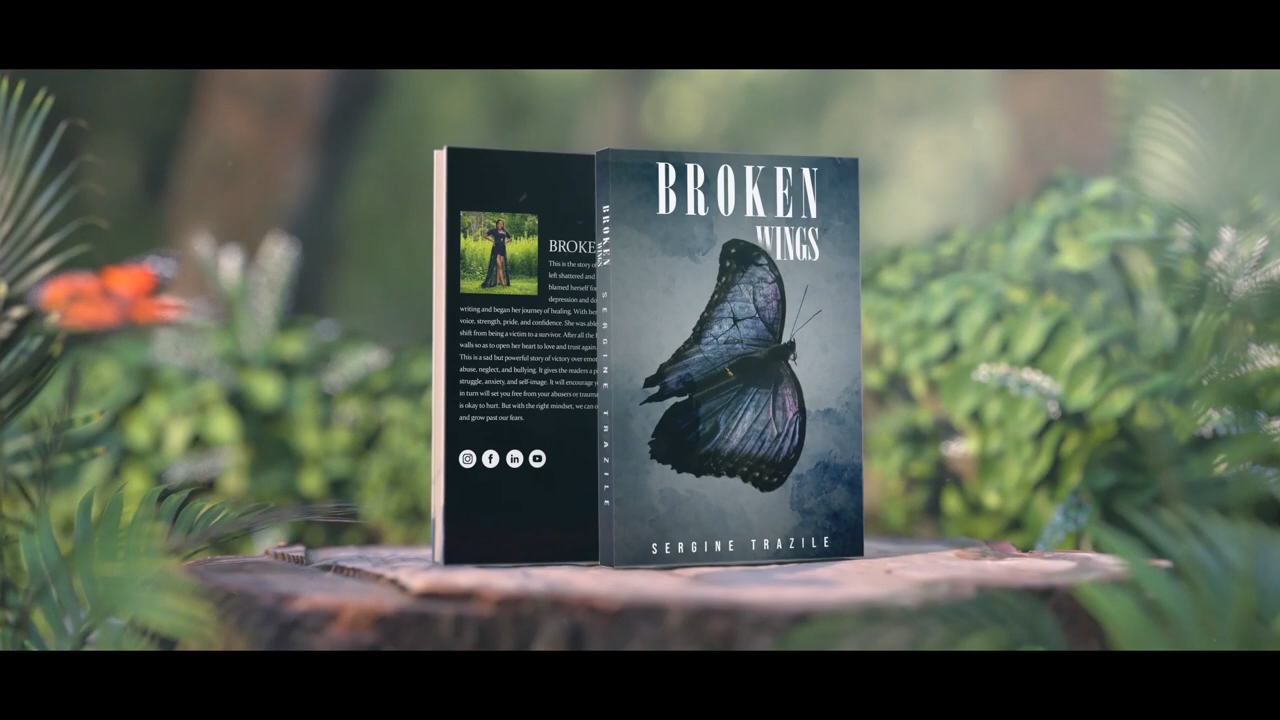 BROKE
This is the story o
left shattered and
blamed herself fo
depression and do
writing and began her journey of healing. With her
voice, strength, pride, and confidence. She was able
shift from being a victim to a survivor. After all the
walls so as to open her heart to love and trust again
This is a sad but powerful story of victory over emot
abuse, neglect, and bullying. It gives the readers a p
struggle, anxiety, and self-image. It will encourage y
in turn will set you free from your abusers or trauma
is okay to hurt. But with the right mindset, we can o
and grow past our fears.
BROKEN WINGS SERGINE TRAZILE
BROKEN
WINGS
SERGINE TRAZILE